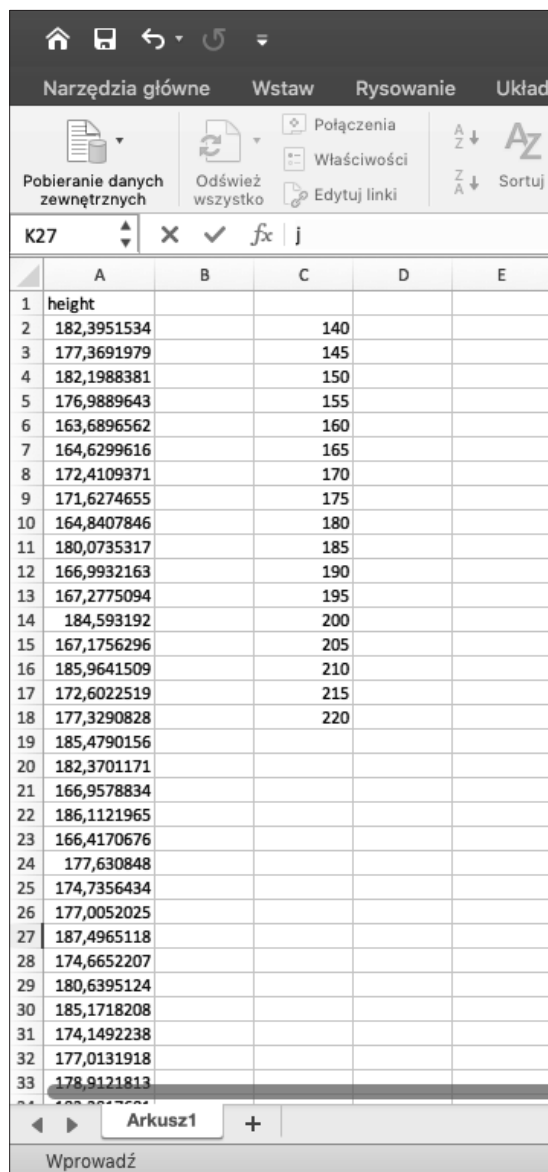 Narzędzia główne Wstaw Rysowanie Układ
Pobieranie danych zewnętrznych
Odśwież wszystko
Połączenia
Właściwości
Edytuj linki
A Z
Z A
AZ
Sortuj
K27 fx j
A B C D E
1 height
2 182,3951534 140
3 177,3691979 145
4 182,1988381 150
5 176,9889643 155
6 163,6896562 160
7 164,6299616 165
8 172,4109371 170
9 171,6274655 175
10 164,8407846 180
11 180,0735317 185
12 166,9932163 190
13 167,2775094 195
14 184,593192 200
15 167,1756296 205
16 185,9641509 210
17 172,6022519 215
18 177,3290828 220
19 185,4790156
20 182,3701171
21 166,9578834
22 186,1121965
23 166,4170676
24 177,630848
25 174,7356434
26 177,0052025
27 187,4965118
28 174,6652207
29 180,6395124
30 185,1718208
31 174,1492238
32 177,0131918
33 178,9121813
Arkusz1 +
Wprowadź